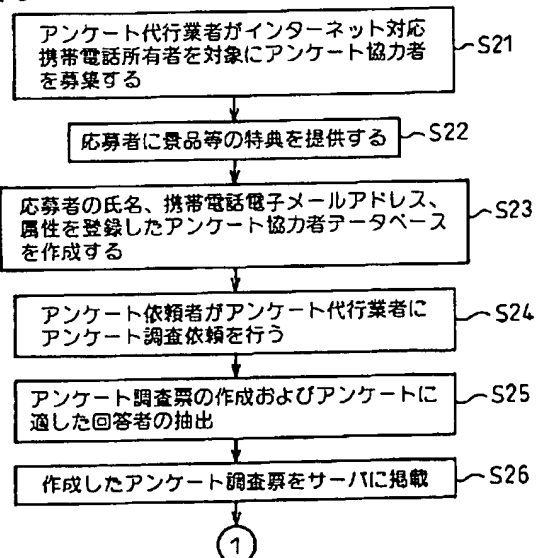 アンケート代行業者がインターネット対応
携帯電話所有者を対象にアンケート協力者
を募集する
S21
応募者に景品等の特典を提供する
S22
応募者の氏名、携帯電話電子メールアドレス、
属性を登録したアンケート協力者データベース
を作成する
S23
アンケート依頼者がアンケート代行業者に
アンケート調査依頼を行う
S24
アンケート調査票の作成およびアンケートに
適した回答者の抽出
S25
作成したアンケート調査票をサーバに掲載
S26
1